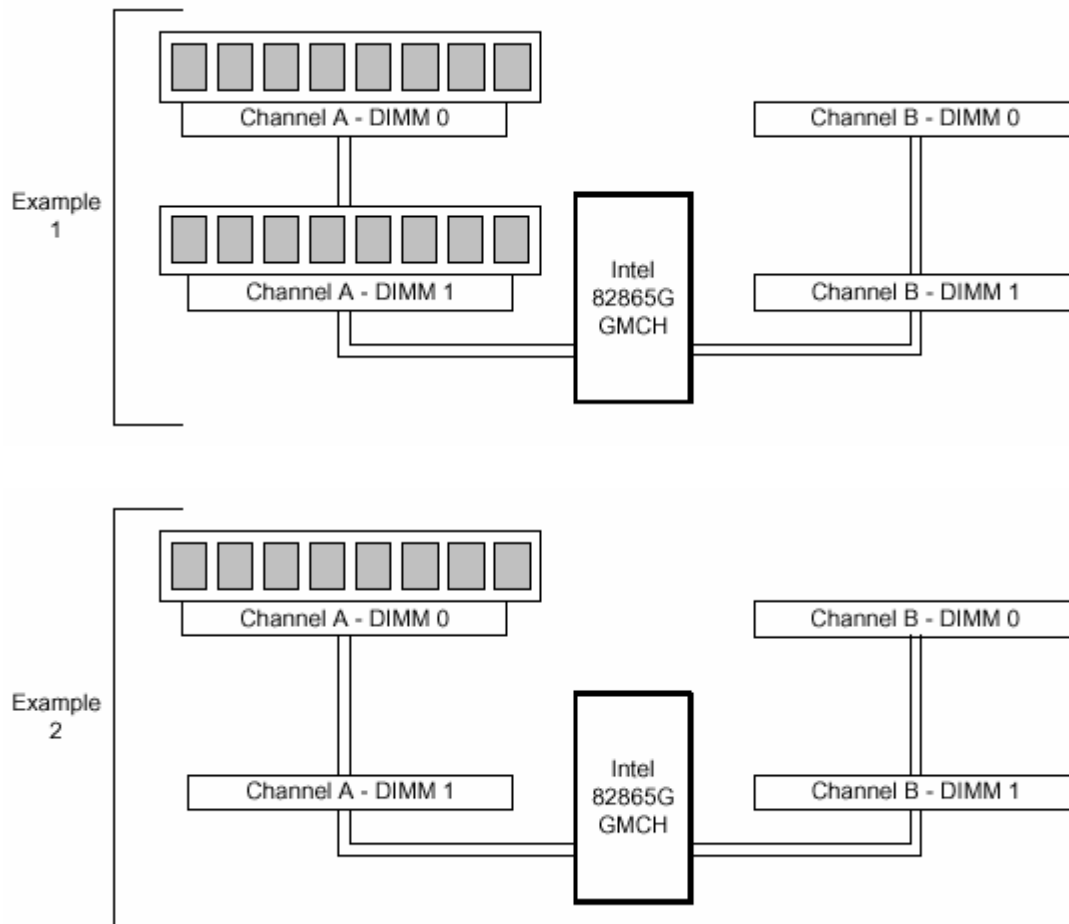 Example
1
Channel A - DIMM 0
Channel A - DIMM 1
Intel
82865G
GMCH
Channel B - DIMM 0
Channel B - DIMM 1
Example
2
Channel A - DIMM 0
Channel A - DIMM 1
Intel
82865G
GMCH
Channel B - DIMM 0
Channel B - DIMM 1